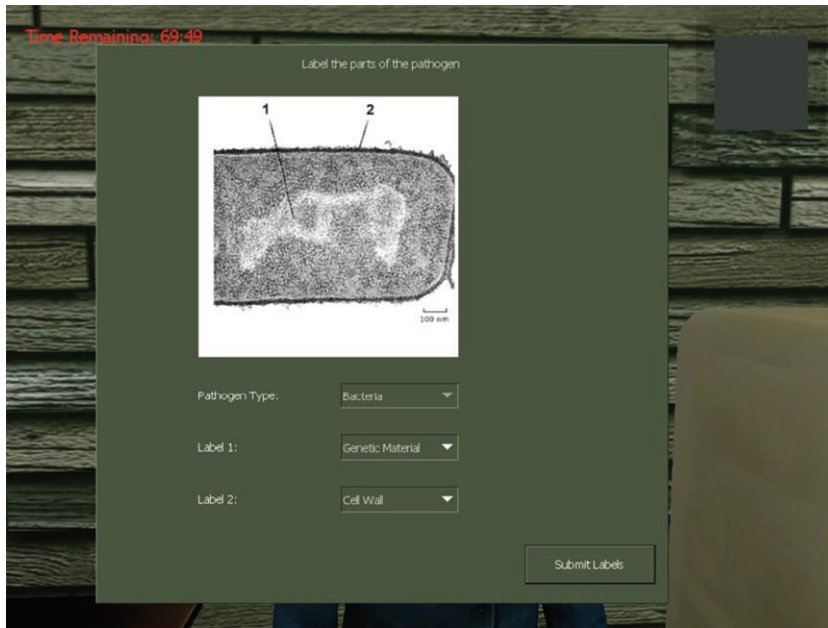 Time Remaining: 69:49
Label the parts of the pathogen
1 2
100 nm
Pathogen Type: Bacteria
Label 1: Genetic Material
Label 2: Cell Wall
Submit Labels